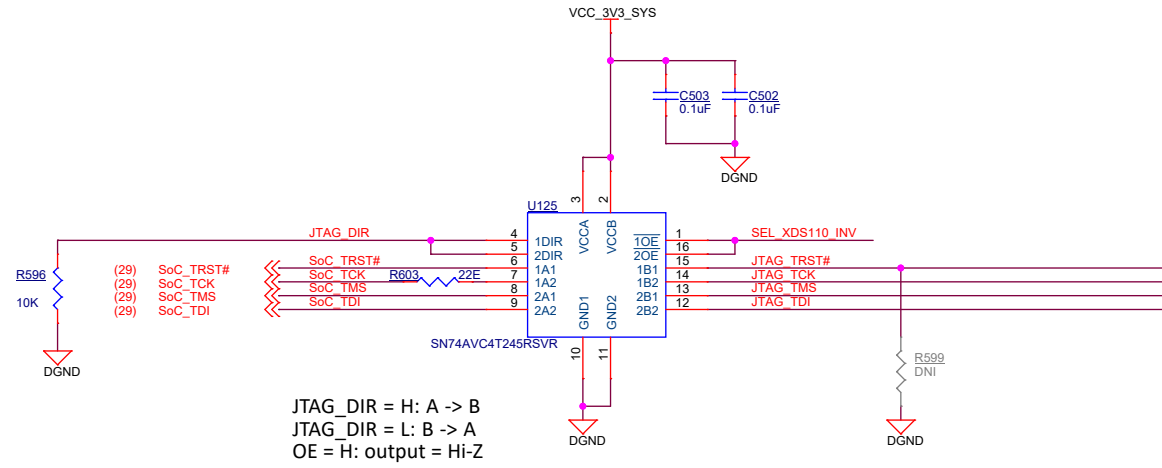 VCC_3V3_SYS
C503
0.1uF
C502
0.1uF
DGND
3
2
U125
VCCA
VCCB
JTAG_DIR
4
1DIR
1OE
1
SEL_XDS110_INV
5
2DIR
2OE
16
R596
10K
(29) SoC_TRST#
SoC_TRST#
6
1A1
1B1
15
JTAG_TRST#
(29) SoC_TCK
SoC_TCK
R603
22E
7
1A2
1B2
14
JTAG_TCK
(29) SoC_TMS
SoC_TMS
8
2A1
2B1
13
JTAG_TMS
(29) SoC_TDI
SoC_TDI
9
2A2
2B2
12
JTAG_TDI
GND1
GND2
SN74AVC4T245RSVR
10
11
DGND
R599
DNI
JTAG_DIR = H: A -> B
JTAG_DIR = L: B -> A
OE = H: output = Hi-Z
DGND
DGND